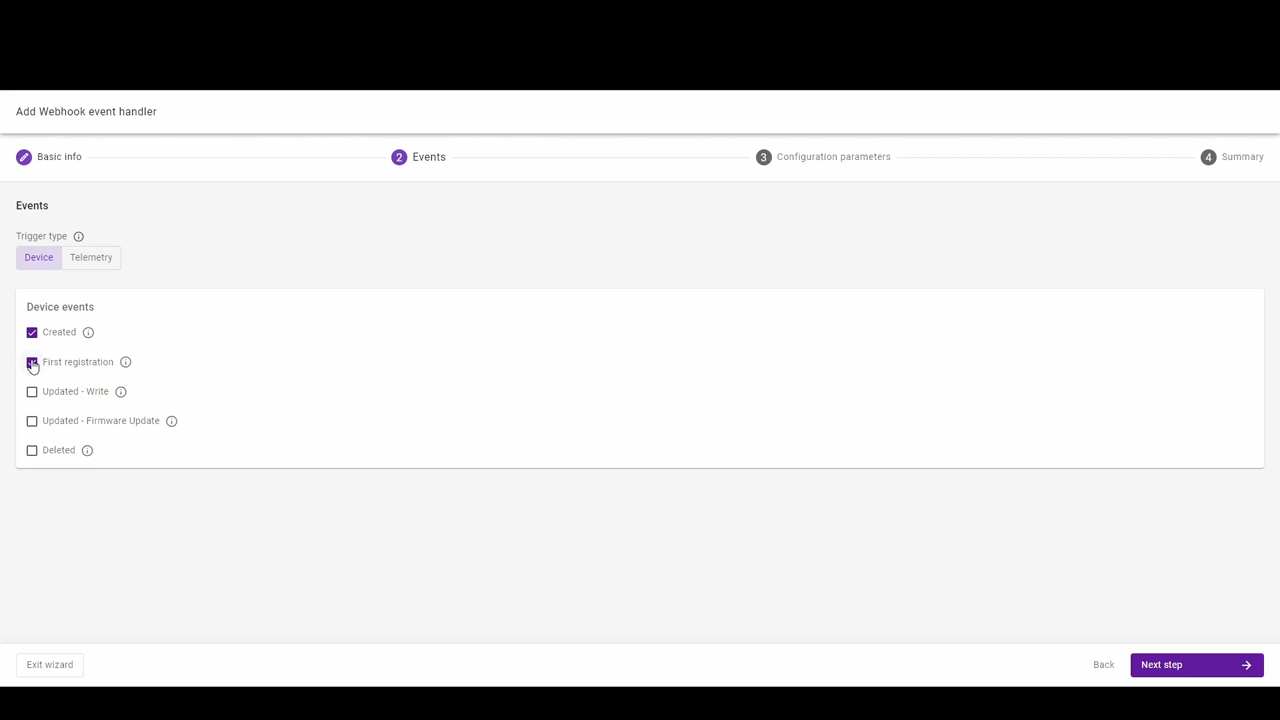 Add Webhook event handler
Basic info
2 Events
3 Configuration parameters
4 Summary
Events
Trigger type
Device Telemetry
Device events
Created
First registration
Updated - Write
Updated - Firmware Update
Deleted
Exit wizard
Back
Next step